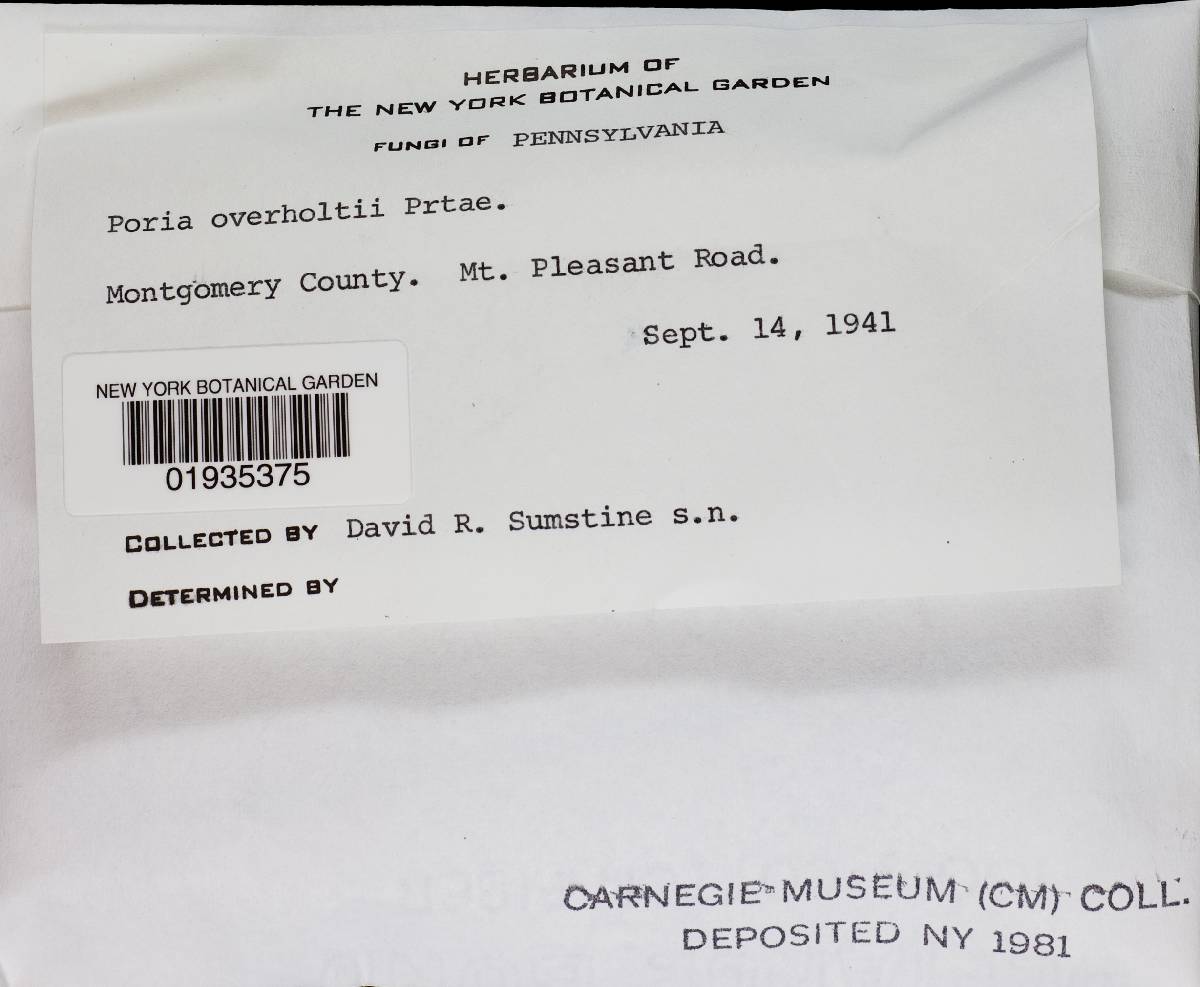 HERBARIUM OF
THE NEW YORK BOTANICAL GARDEN
FUNGI OF PENNSYLVANIA
Poria overholtii Prtae.
Montgomery County. Mt. Pleasant Road.
Sept. 14, 1941
NEW YORK BOTANICAL GARDEN
01935375
COLLECTED BY David R. Sumstine s.n.
DETERMINED BY
CARNEGIE MUSEUM (CM) COLL.
DEPOSITED NY 1981